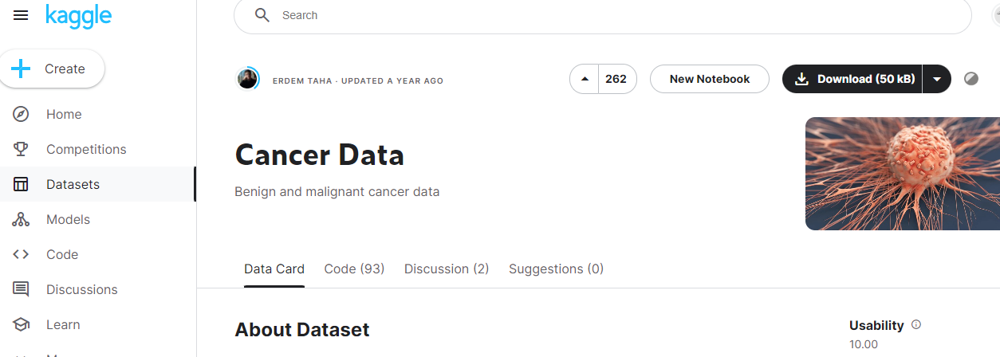 kaggle
Search
Create
ERDEM TAHA · UPDATED A YEAR AGO
262
New Notebook
Download (50 kB)
Home
Competitions
Datasets
Models
Code
Discussions
Learn
Cancer Data
Benign and malignant cancer data
Data Card
Code (93)
Discussion (2)
Suggestions (0)
About Dataset
Usability
10.00